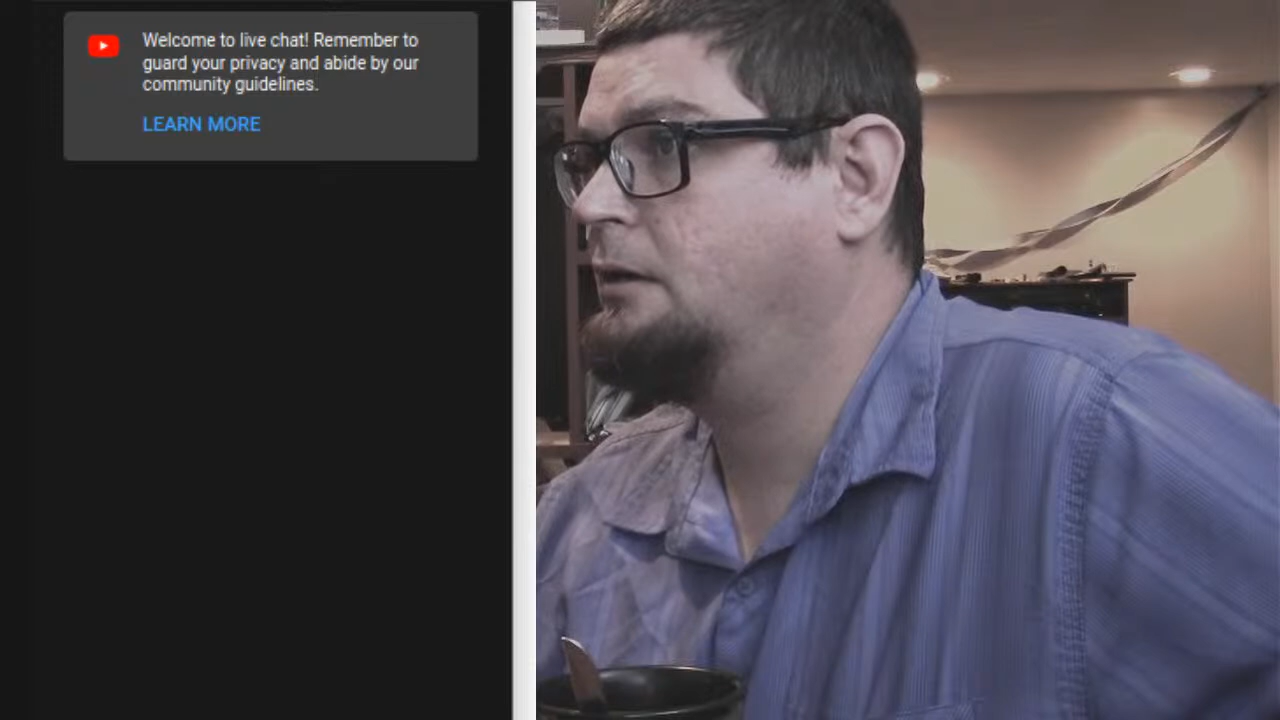 Welcome to live chat! Remember to
guard your privacy and abide by our
community guidelines.
LEARN MORE